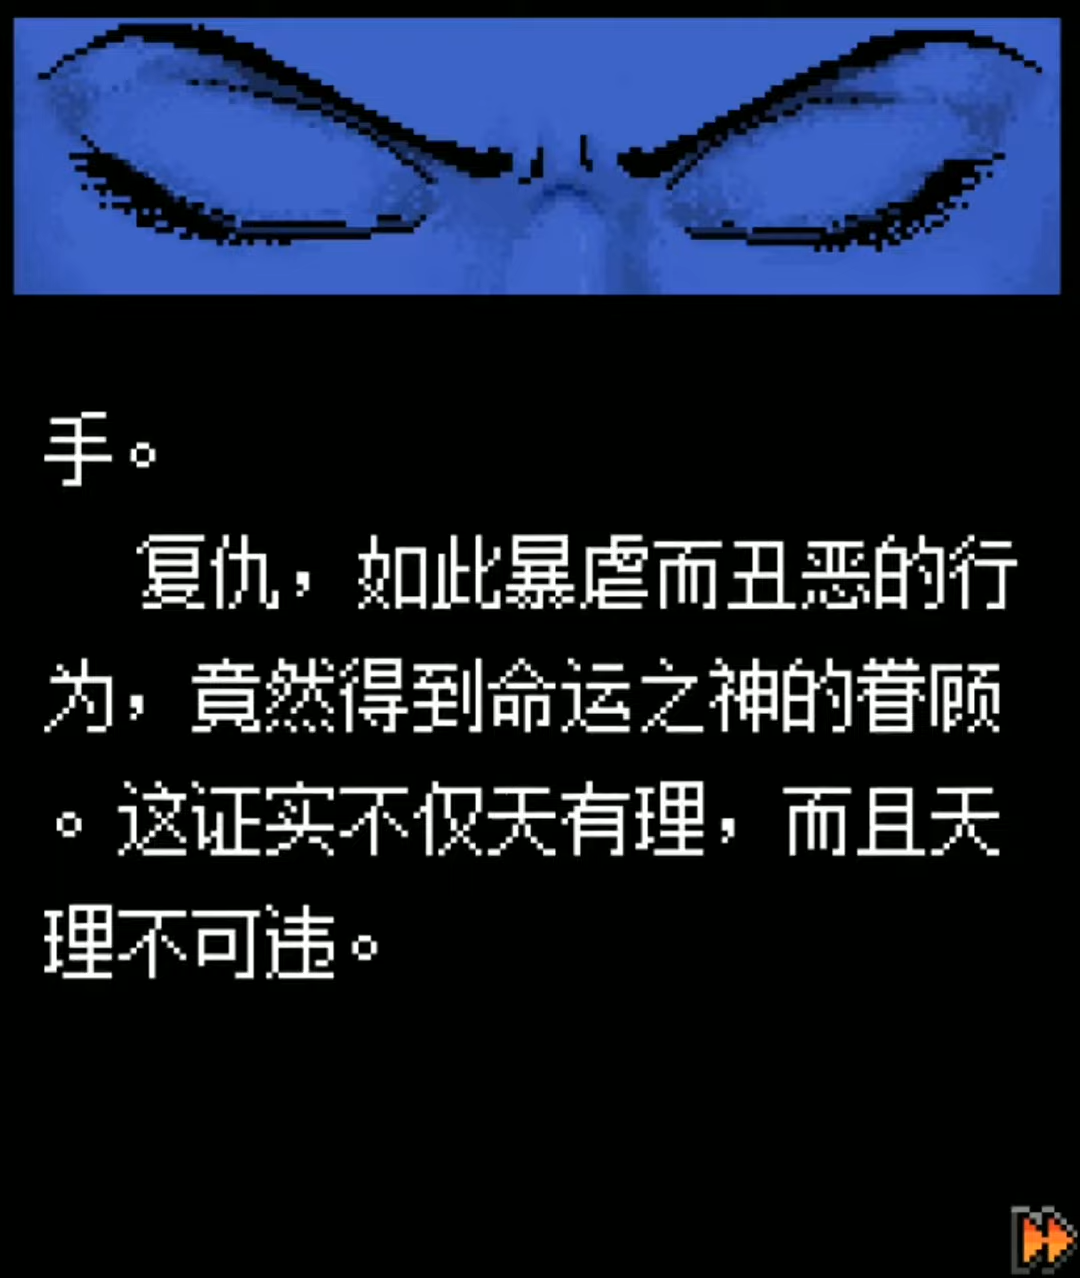 手。
复仇，如此暴虐而丑恶的行
为，竟然得到命运之神的眷顾
。这证实不仅天有理，而且天
理不可违。